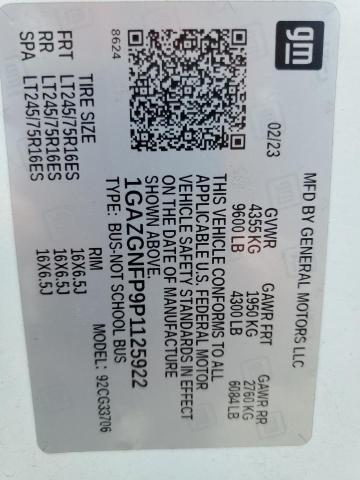 gm
MFD BY GENERAL MOTORS LLC
02/23 GVWR GAWR FRT GAWR RR
4355 KG 1950 KG 2760 KG
9600 LB 4300 LB 6084 LB
THIS VEHICLE CONFORMS TO ALL
APPLICABLE U.S. FEDERAL MOTOR
VEHICLE SAFETY STANDARDS IN EFFECT
ON THE DATE OF MANUFACTURE
SHOWN ABOVE.
1GAZGNFP9P1125922
TYPE: BUS-NOT SCHOOL BUS
8624 MODEL: 92CG33706
TIRE SIZE RIM
FRT LT245/75R16ES 16X6.5J
RR LT245/75R16ES 16X6.5J
SPA LT245/75R16ES 16X6.5J